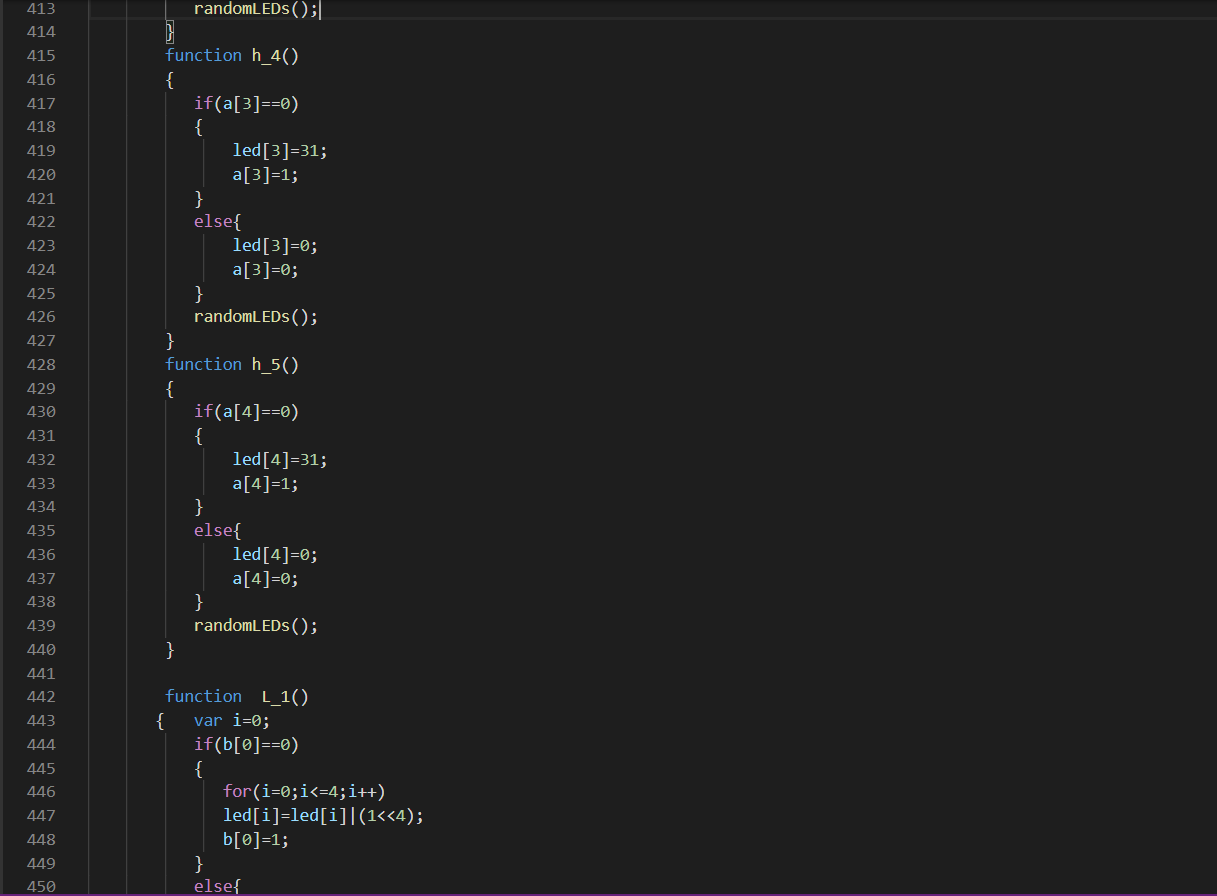 413 randomLEDs();
414 }
415 function h_4()
416 {
417 if(a[3]==0)
418 {
419 led[3]=31;
420 a[3]=1;
421 }
422 else{
423 led[3]=0;
424 a[3]=0;
425 }
426 randomLEDs();
427 }
428 function h_5()
429 {
430 if(a[4]==0)
431 {
432 led[4]=31;
433 a[4]=1;
434 }
435 else{
436 led[4]=0;
437 a[4]=0;
438 }
439 randomLEDs();
440 }
441
442 function  L_1()
443 {   var i=0;
444 if(b[0]==0)
445 {
446 for(i=0;i<=4;i++)
447 led[i]=led[i]|(1<<4);
448 b[0]=1;
449 }
450 else{